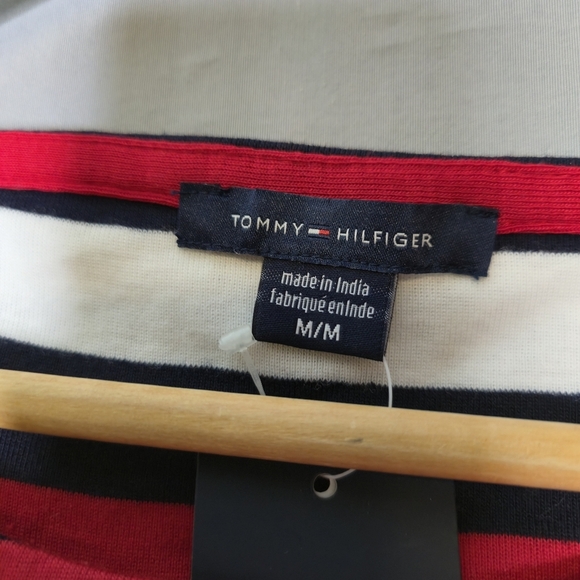 TOMMY HILFIGER
made in India
fabriqué en Inde
M/M